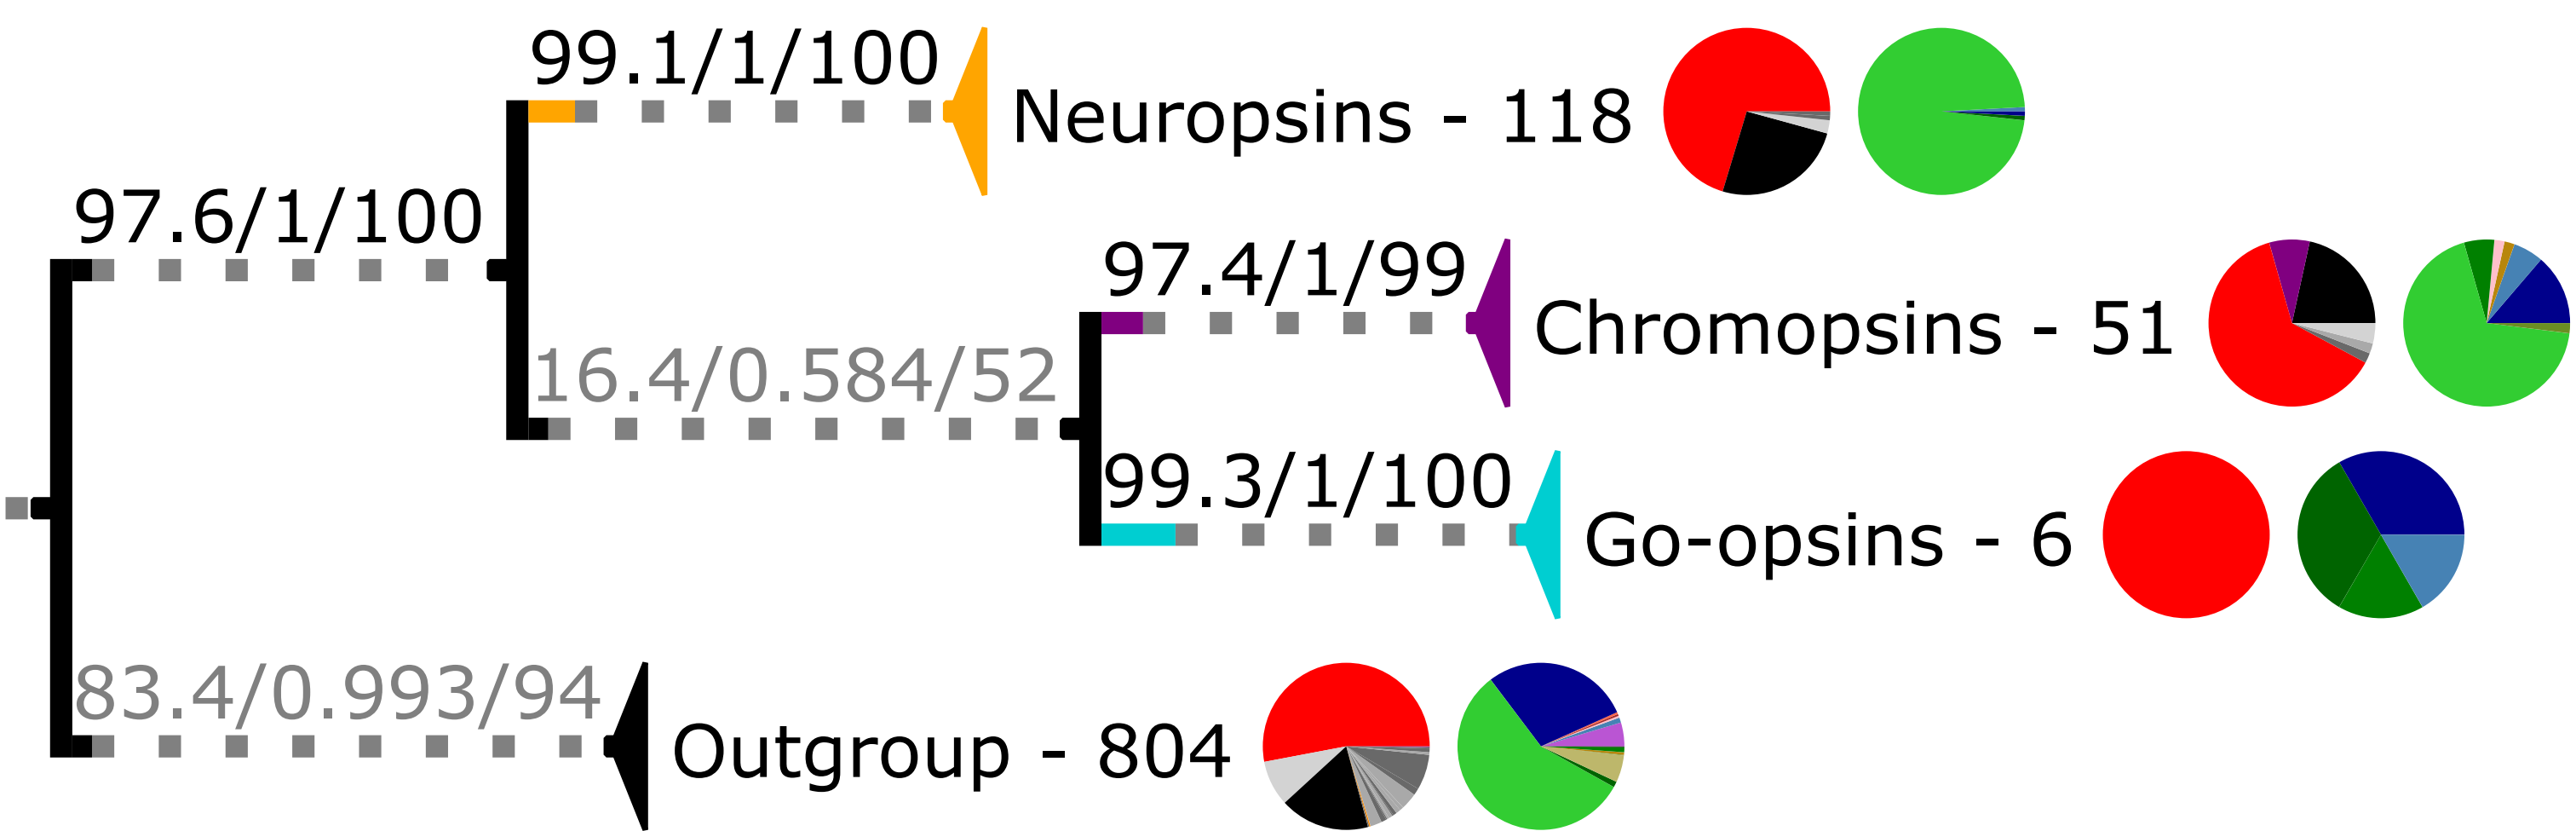 99.1/1/100
Neuropsins - 118
97.6/1/100
97.4/1/99
Chromopsins - 51
16.4/0.584/52
99.3/1/100
Go-opsins - 6
83.4/0.993/94
Outgroup - 804